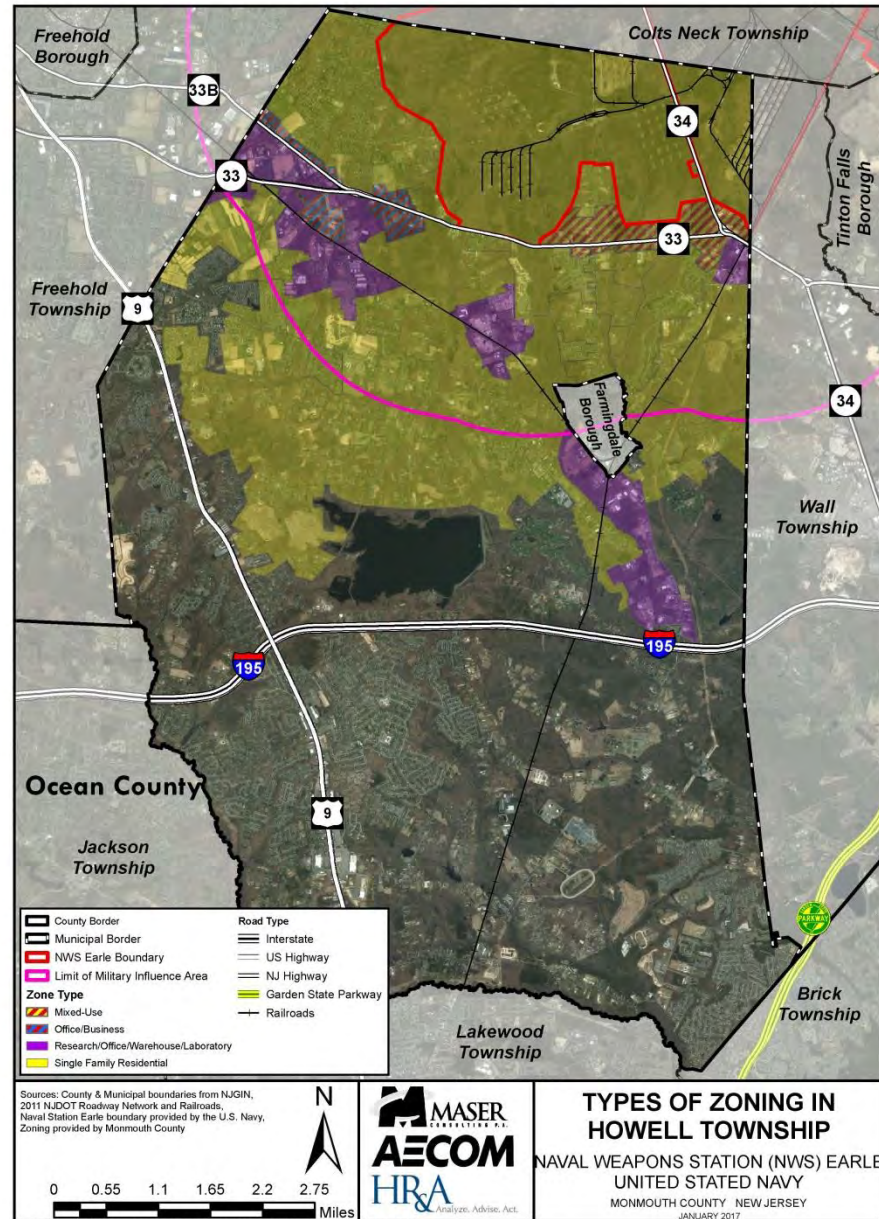 Freehold
Borough
Colts Neck Township
33B
34
33
Tinton Falls
Borough
33
Freehold
Township
9
Farmingdale
Borough
34
Wall
Township
195
195
Ocean County
9
Jackson
Township
PARKWAY
Brick
Township
Lakewood
Township
County Border
Municipal Border
NWS Earle Boundary
Limit of Military Influence Area
Zone Type
Mixed-Use
Office/Business
Research/Office/Warehouse/Laboratory
Single Family Residential
Road Type
Interstate
US Highway
NJ Highway
Garden State Parkway
Railroads
Sources: County & Municipal boundaries from NJGIN,
2011 NJDOT Roadway Network and Railroads,
Naval Station Earle boundary provided by the U.S. Navy,
Zoning provided by Monmouth County
N
0 0.55 1.1 1.65 2.2 2.75
Miles
MASER
CONSULTING P.A.
AECOM
HR&A
Analyze. Advise. Act.
TYPES OF ZONING IN
HOWELL TOWNSHIP
NAVAL WEAPONS STATION (NWS) EARLE
UNITED STATED NAVY
MONMOUTH COUNTY NEW JERSEY
JANUARY 2017